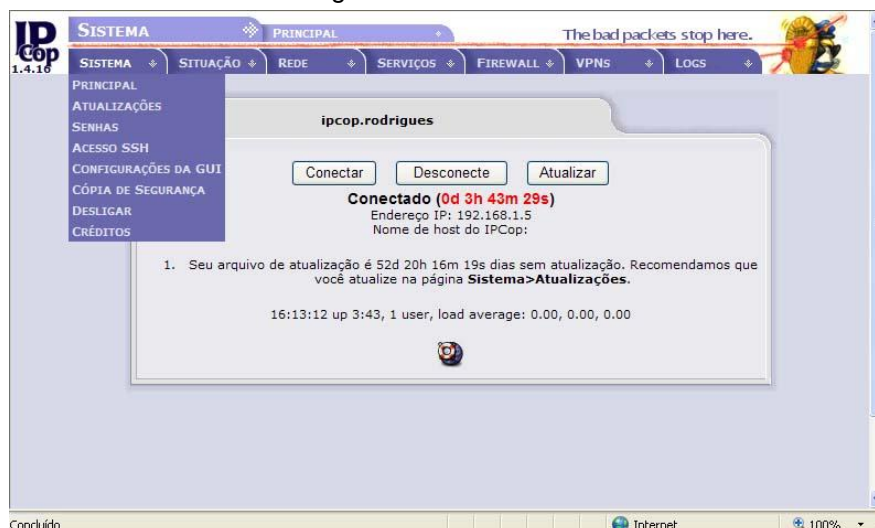 IP
Cop
1.4.16
SISTEMA
PRINCIPAL
The bad packets stop here.
SISTEMA SITUAÇÃO REDE SERVIÇOS FIREWALL VPNS LOGS
PRINCIPAL
ATUALIZAÇÕES
SENHAS
ACESSO SSH
CONFIGURAÇÕES DA GUI
CÓPIA DE SEGURANÇA
DESLIGAR
CRÉDITOS
ipcop.rodrigues
Conectar Desconecte Atualizar
Conectado (0d 3h 43m 29s)
Endereço IP: 192.168.1.5
Nome de host do IPCop:
1. Seu arquivo de atualização é 52d 20h 16m 19s dias sem atualização. Recomendamos que
você atualize na página Sistema>Atualizações.
16:13:12 up 3:43, 1 user, load average: 0.00, 0.00, 0.00
Concluído Internet 100%